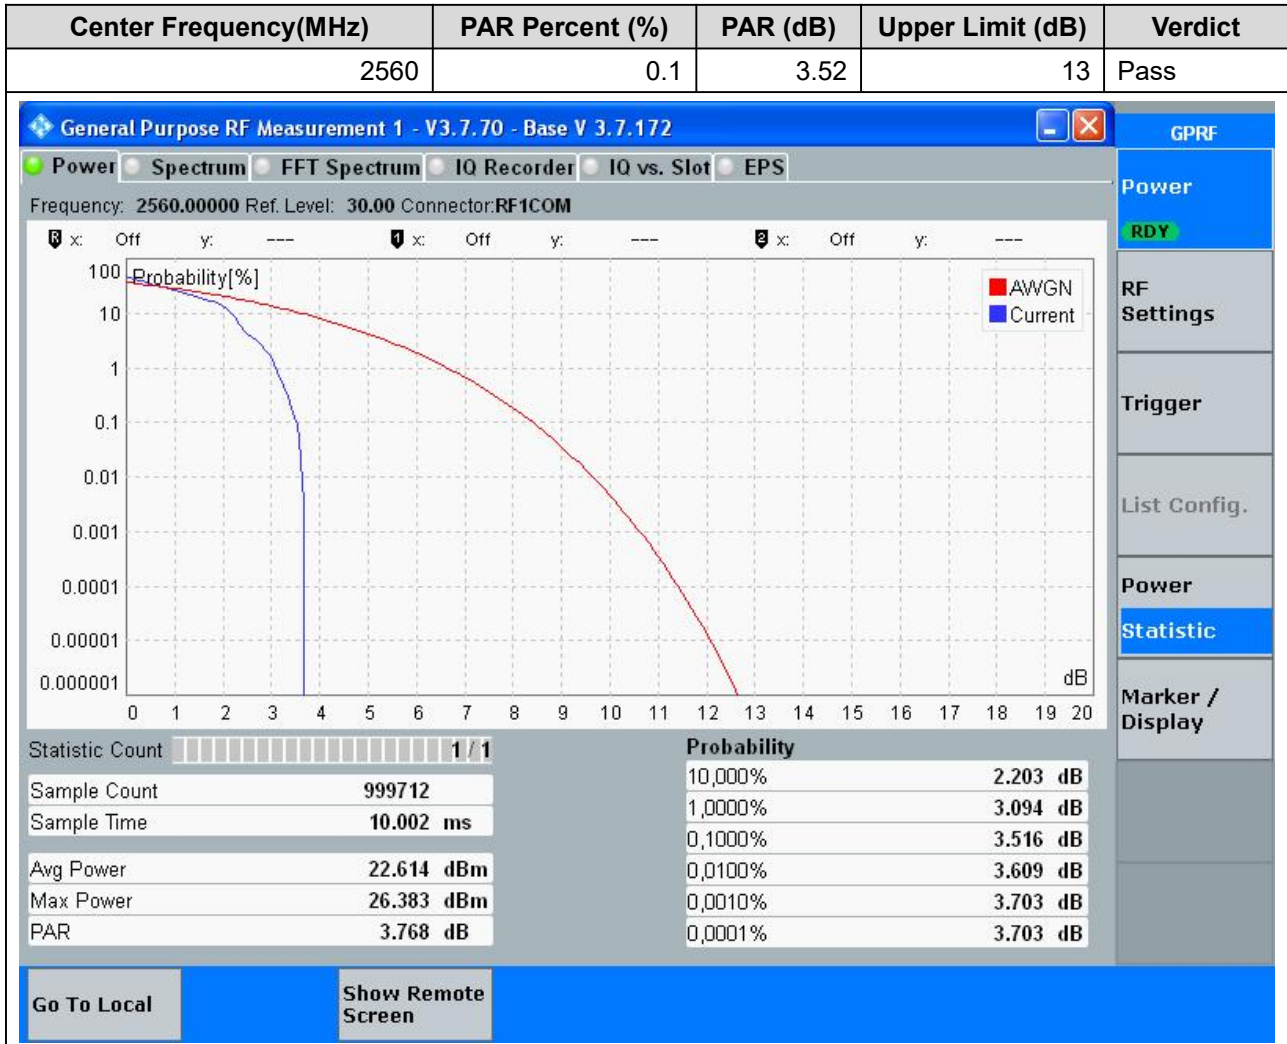 Center Frequency(MHz) PAR Percent (%) PAR (dB) Upper Limit (dB) Verdict
2560 0.1 3.52 13 Pass
General Purpose RF Measurement 1 - V3.7.70 - Base V 3.7.172
GPRF
Power Spectrum FFT Spectrum IQ Recorder IQ vs. Slot EPS
Frequency: 2560.00000 Ref. Level: 30.00 Connector:RF1COM
R x: Off y: --- 1 x: Off y: --- 2 x: Off y: ---
Probability[%]
AWGN
Current
100
10
1
0.1
0.01
0.001
0.0001
0.00001
0.000001
dB
0 1 2 3 4 5 6 7 8 9 10 11 12 13 14 15 16 17 18 19 20
Statistic Count 1 / 1
Sample Count 999712
Sample Time 10.002 ms
Avg Power 22.614 dBm
Max Power 26.383 dBm
PAR 3.768 dB
Probability
10,000% 2.203 dB
1,0000% 3.094 dB
0,1000% 3.516 dB
0,0100% 3.609 dB
0,0010% 3.703 dB
0,0001% 3.703 dB
Power
RDY
RF
Settings
Trigger
List Config.
Power
Statistic
Marker /
Display
Go To Local
Show Remote
Screen